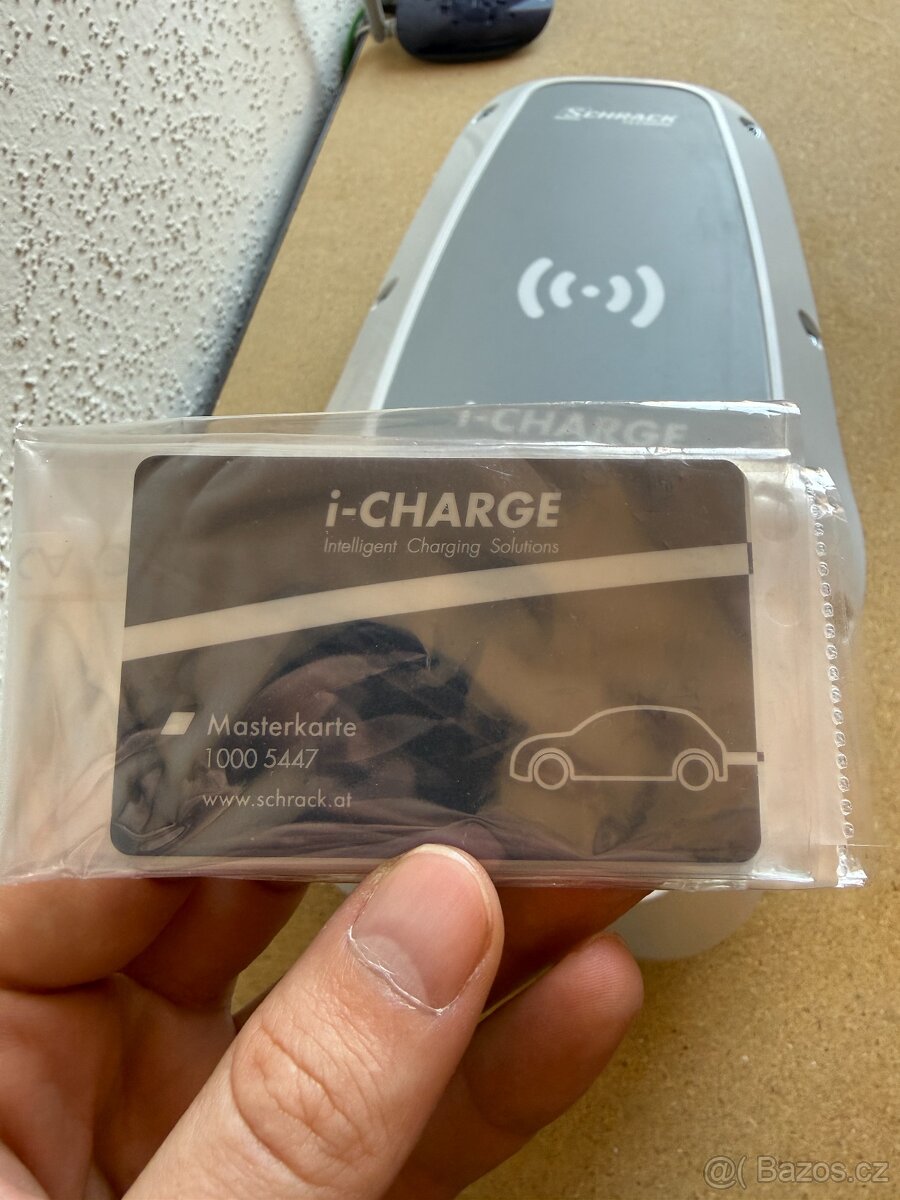 SCHRACK
i-CHARGE
i-CHARGE
Intelligent Charging Solutions
Masterkarte
1000 5447
www.schrack.at
@( Bazos.cz